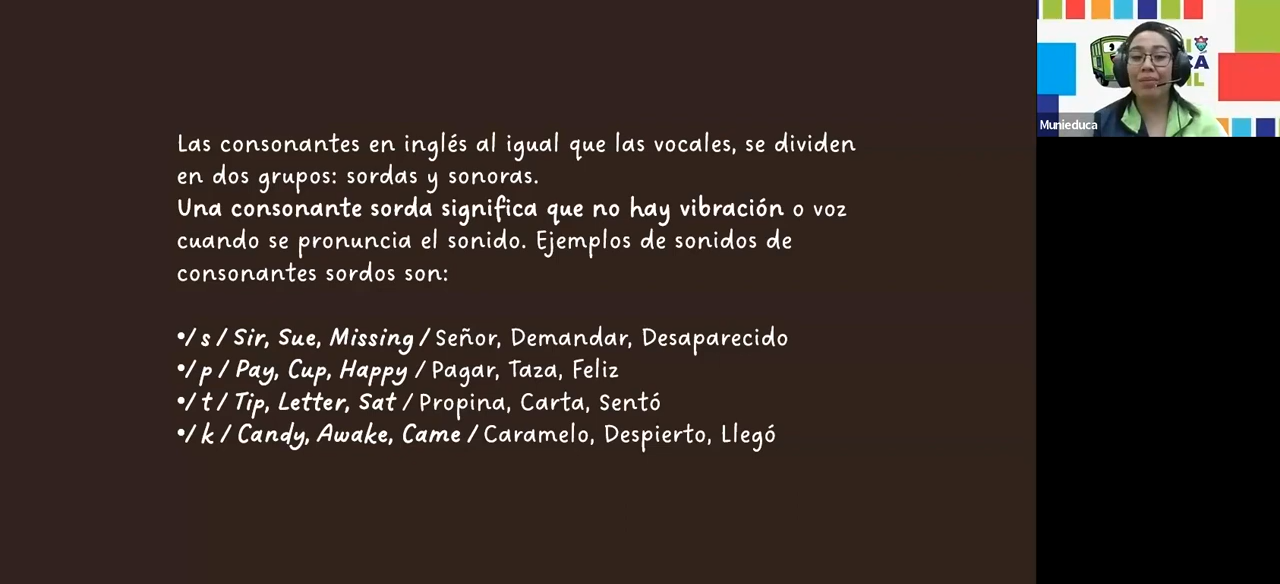 Las consonantes en inglés al igual que las vocales, se dividen
en dos grupos: sordas y sonoras.
Una consonante sorda significa que no hay vibración o voz
cuando se pronuncia el sonido. Ejemplos de sonidos de
consonantes sordos son:
•/ s / Sir, Sue, Missing / Señor, Demandar, Desaparecido
•/ p / Pay, Cup, Happy / Pagar, Taza, Feliz
•/ t / Tip, Letter, Sat / Propina, Carta, Sentó
•/ k / Candy, Awake, Came / Caramelo, Despierto, Llegó
Munieduca